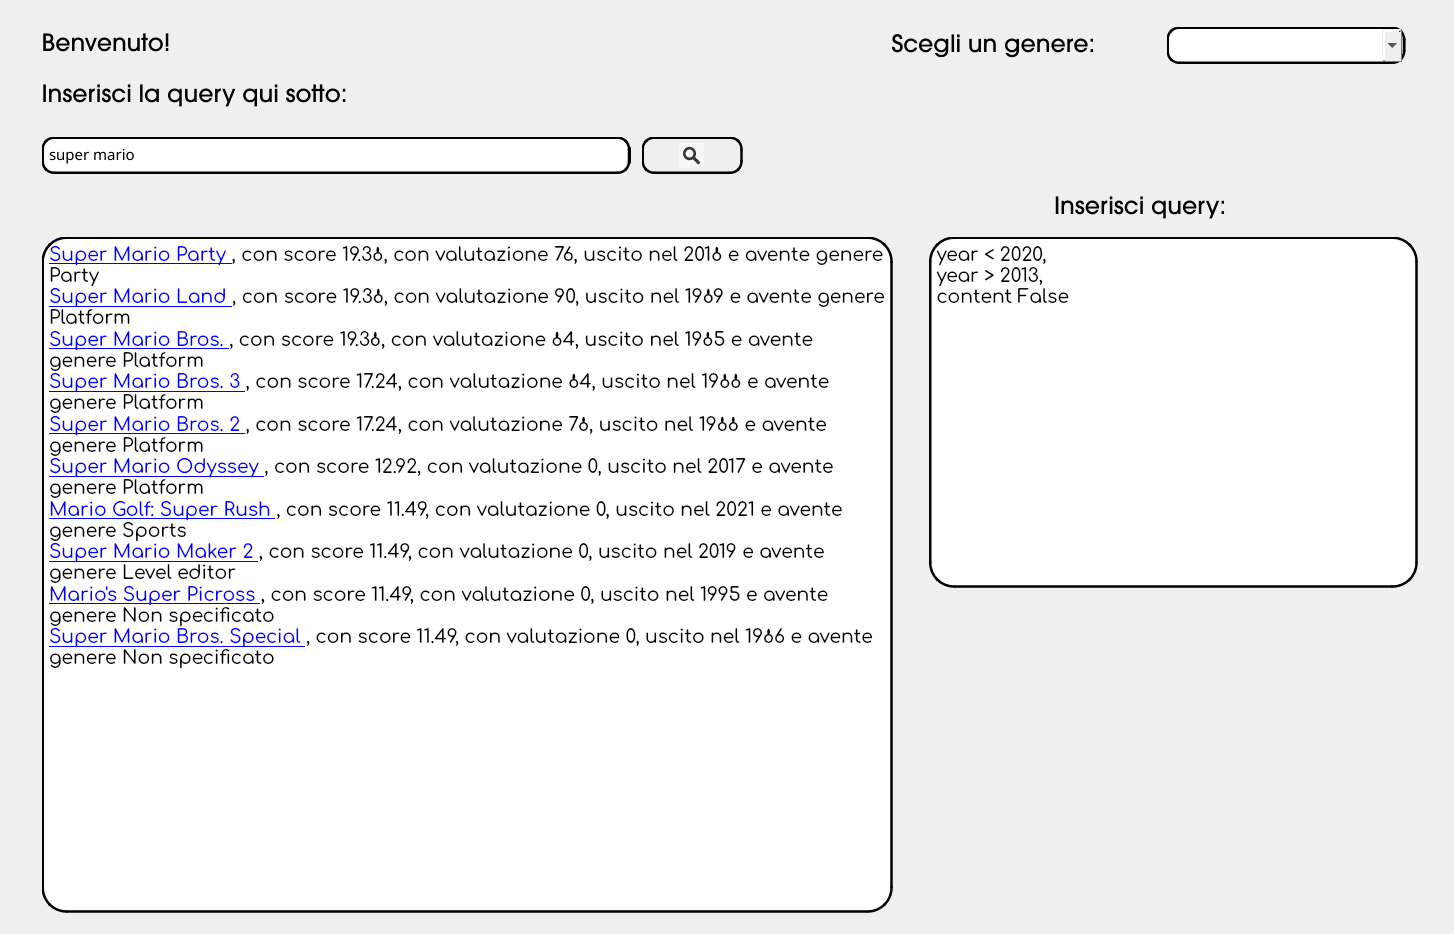 Benvenuto!
Scegli un genere:
Inserisci la query qui sotto:
super mario
Inserisci query:
Super Mario Party , con score 19.38, con valutazione 76, uscito nel 2018 e avente genere
Party
Super Mario Land , con score 19.38, con valutazione 90, uscito nel 1989 e avente genere
Platform
Super Mario Bros. , con score 19.38, con valutazione 84, uscito nel 1985 e avente
genere Platform
Super Mario Bros. 3 , con score 17.24, con valutazione 84, uscito nel 1988 e avente
genere Platform
Super Mario Bros. 2 , con score 17.24, con valutazione 78, uscito nel 1988 e avente
genere Platform
Super Mario Odyssey , con score 12.92, con valutazione 0, uscito nel 2017 e avente
genere Platform
Mario Golf: Super Rush , con score 11.49, con valutazione 0, uscito nel 2021 e avente
genere Sports
Super Mario Maker 2 , con score 11.49, con valutazione 0, uscito nel 2019 e avente
genere Level editor
Mario's Super Picross , con score 11.49, con valutazione 0, uscito nel 1995 e avente
genere Non specificato
Super Mario Bros. Special , con score 11.49, con valutazione 0, uscito nel 1986 e avente
genere Non specificato
year < 2020,
year > 2013,
content False